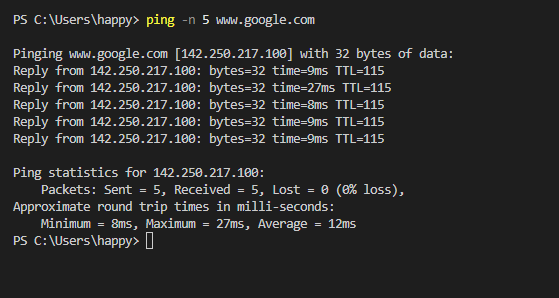 PS C:\Users\happy> ping -n 5 www.google.com
Pinging www.google.com [142.250.217.100] with 32 bytes of data:
Reply from 142.250.217.100: bytes=32 time=9ms TTL=115
Reply from 142.250.217.100: bytes=32 time=27ms TTL=115
Reply from 142.250.217.100: bytes=32 time=8ms TTL=115
Reply from 142.250.217.100: bytes=32 time=9ms TTL=115
Reply from 142.250.217.100: bytes=32 time=9ms TTL=115
Ping statistics for 142.250.217.100:
    Packets: Sent = 5, Received = 5, Lost = 0 (0% loss),
Approximate round trip times in milli-seconds:
    Minimum = 8ms, Maximum = 27ms, Average = 12ms
PS C:\Users\happy>